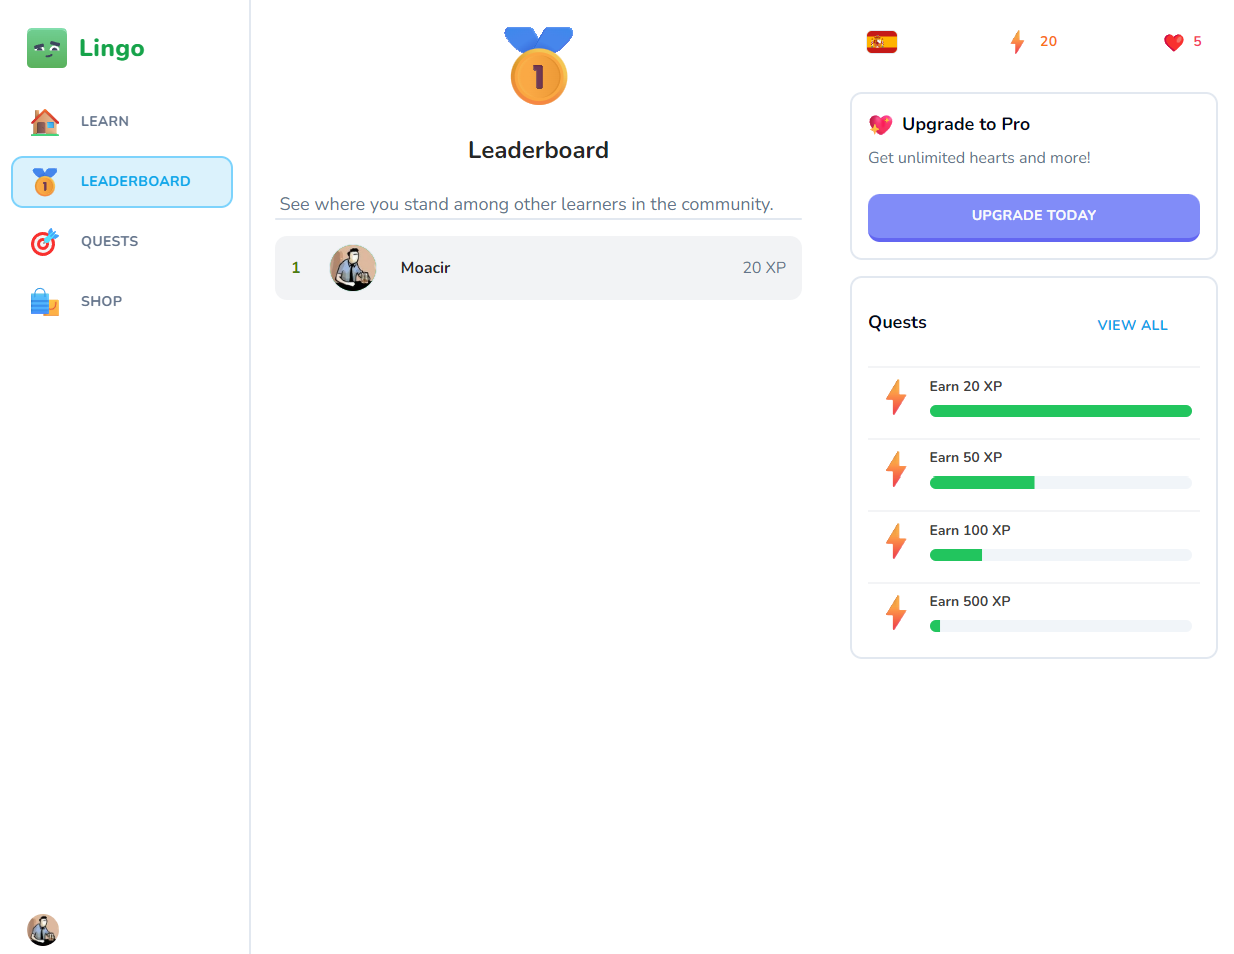 Lingo
LEARN
LEADERBOARD
QUESTS
SHOP
1
Leaderboard
See where you stand among other learners in the community.
1 Moacir 20 XP
20 5
Upgrade to Pro
Get unlimited hearts and more!
UPGRADE TODAY
Quests VIEW ALL
Earn 20 XP
Earn 50 XP
Earn 100 XP
Earn 500 XP